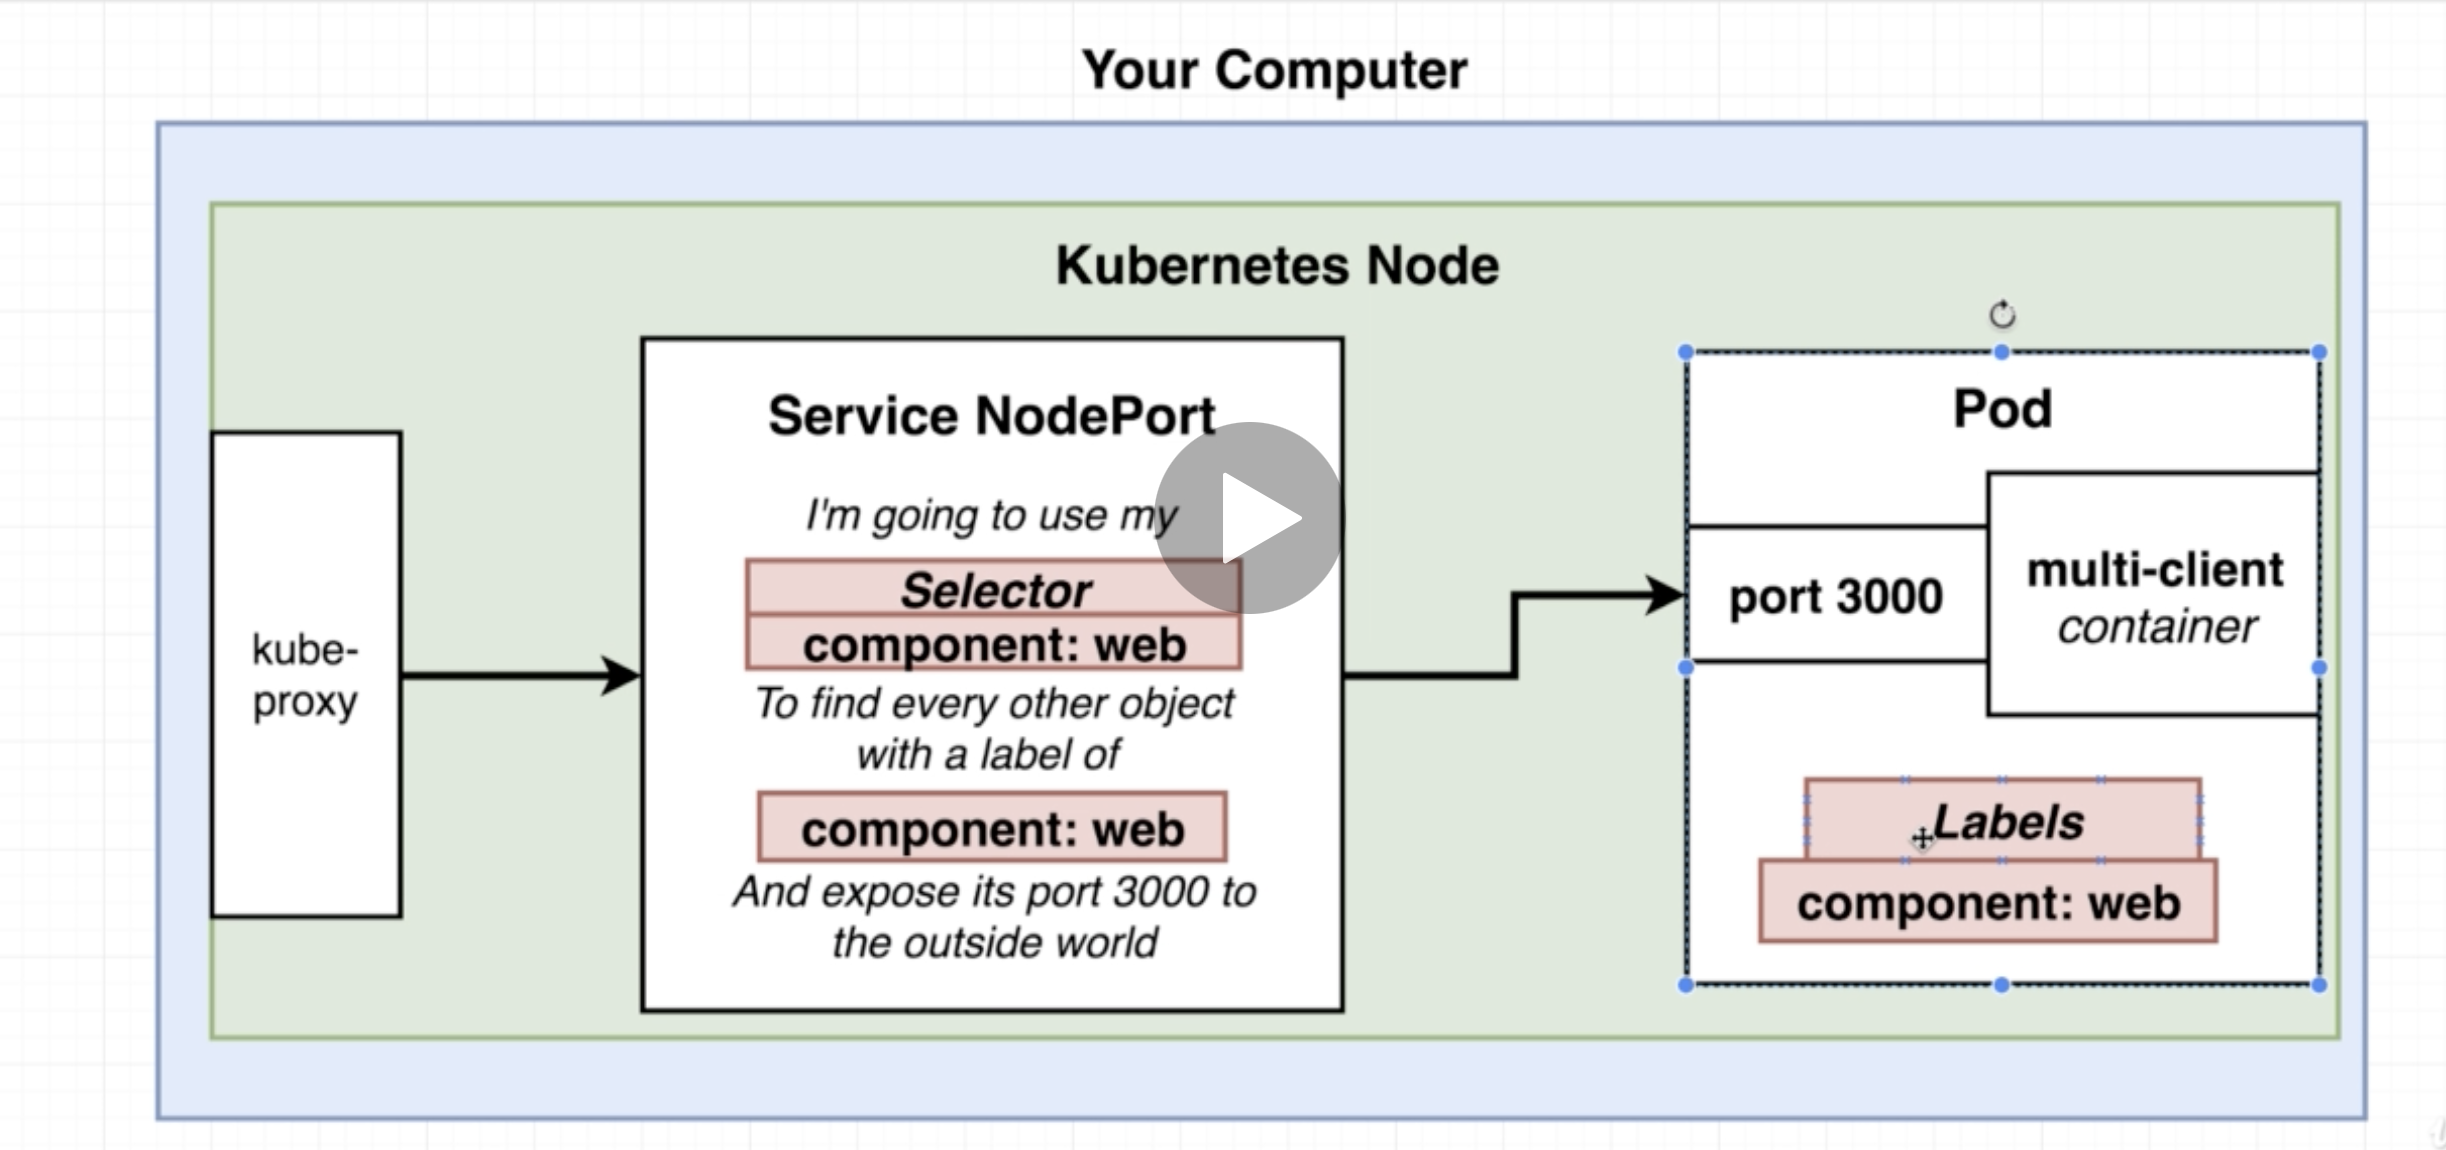 Your Computer
Kubernetes Node
kube-
proxy
Service NodePort
I'm going to use my
Selector
component: web
To find every other object
with a label of
component: web
And expose its port 3000 to
the outside world
Pod
port 3000
multi-client
container
Labels
component: web